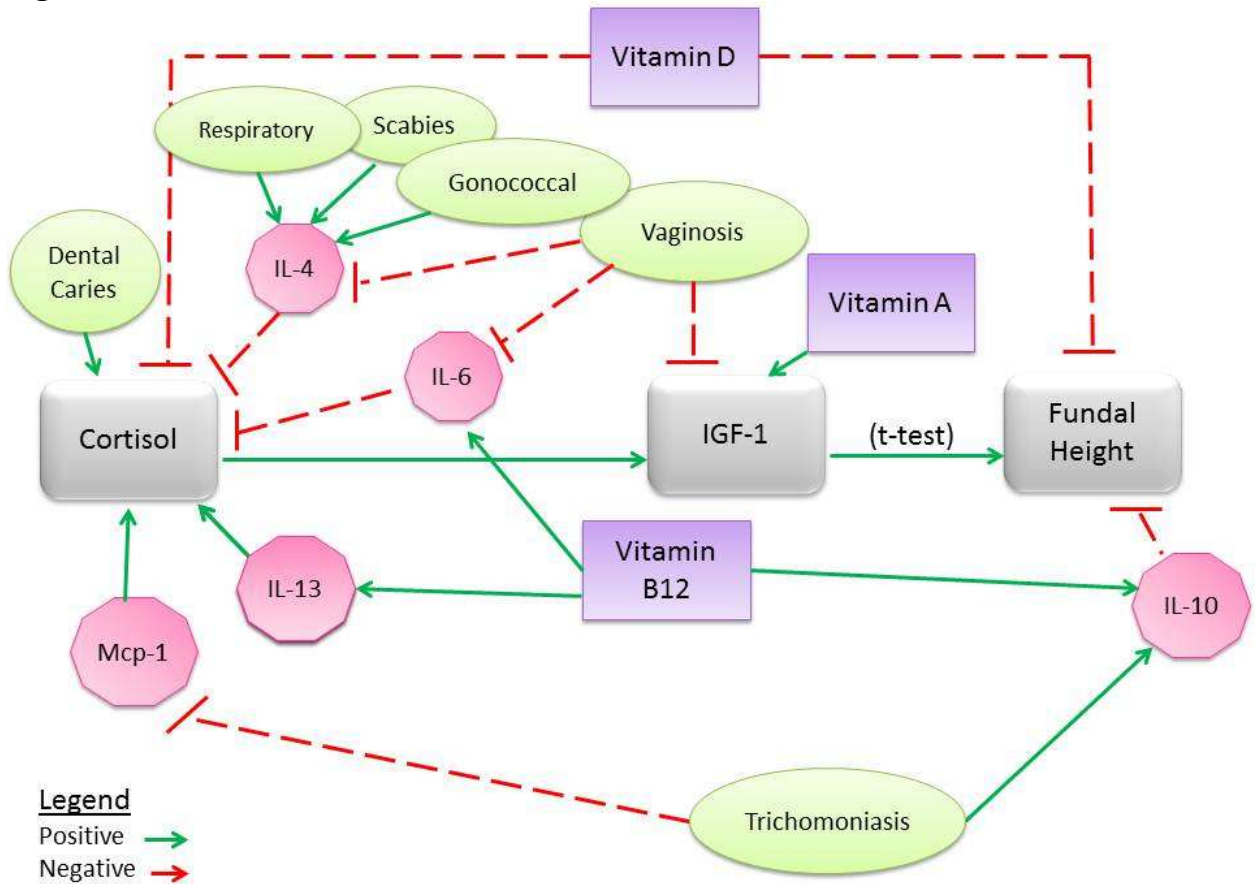 Vitamin D
Respiratory
Scabies
Gonococcal
Vaginosis
Dental
Caries
IL-4
Vitamin A
IL-6
Cortisol
IGF-1
(t-test)
Fundal
Height
Vitamin
B12
IL-13
IL-10
Mcp-1
Trichomoniasis
Legend
Positive
Negative